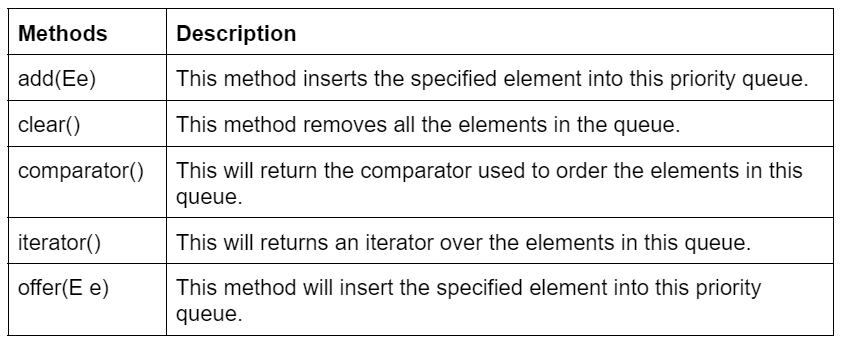 Methods Description
add(Ee) This method inserts the specified element into this priority queue.
clear() This method removes all the elements in the queue.
comparator() This will return the comparator used to order the elements in this
queue.
iterator() This will returns an iterator over the elements in this queue.
offer(E e) This method will insert the specified element into this priority
queue.